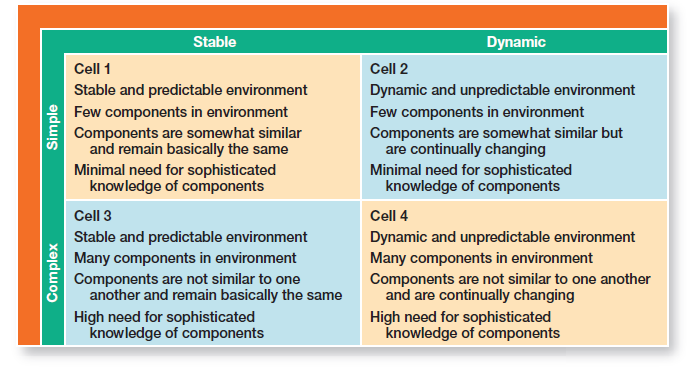 Stable
Dynamic
Simple
Cell 1
Stable and predictable environment
Few components in environment
Components are somewhat similar
and remain basically the same
Minimal need for sophisticated
knowledge of components
Cell 2
Dynamic and unpredictable environment
Few components in environment
Components are somewhat similar but
are continually changing
Minimal need for sophisticated
knowledge of components
Complex
Cell 3
Stable and predictable environment
Many components in environment
Components are not similar to one
another and remain basically the same
High need for sophisticated
knowledge of components
Cell 4
Dynamic and unpredictable environment
Many components in environment
Components are not similar to one another
and are continually changing
High need for sophisticated
knowledge of components